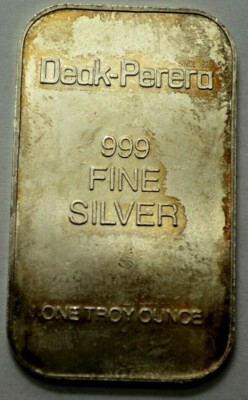 Deak-Perera
999
FINE
SILVER
ONE TROY OUNCE